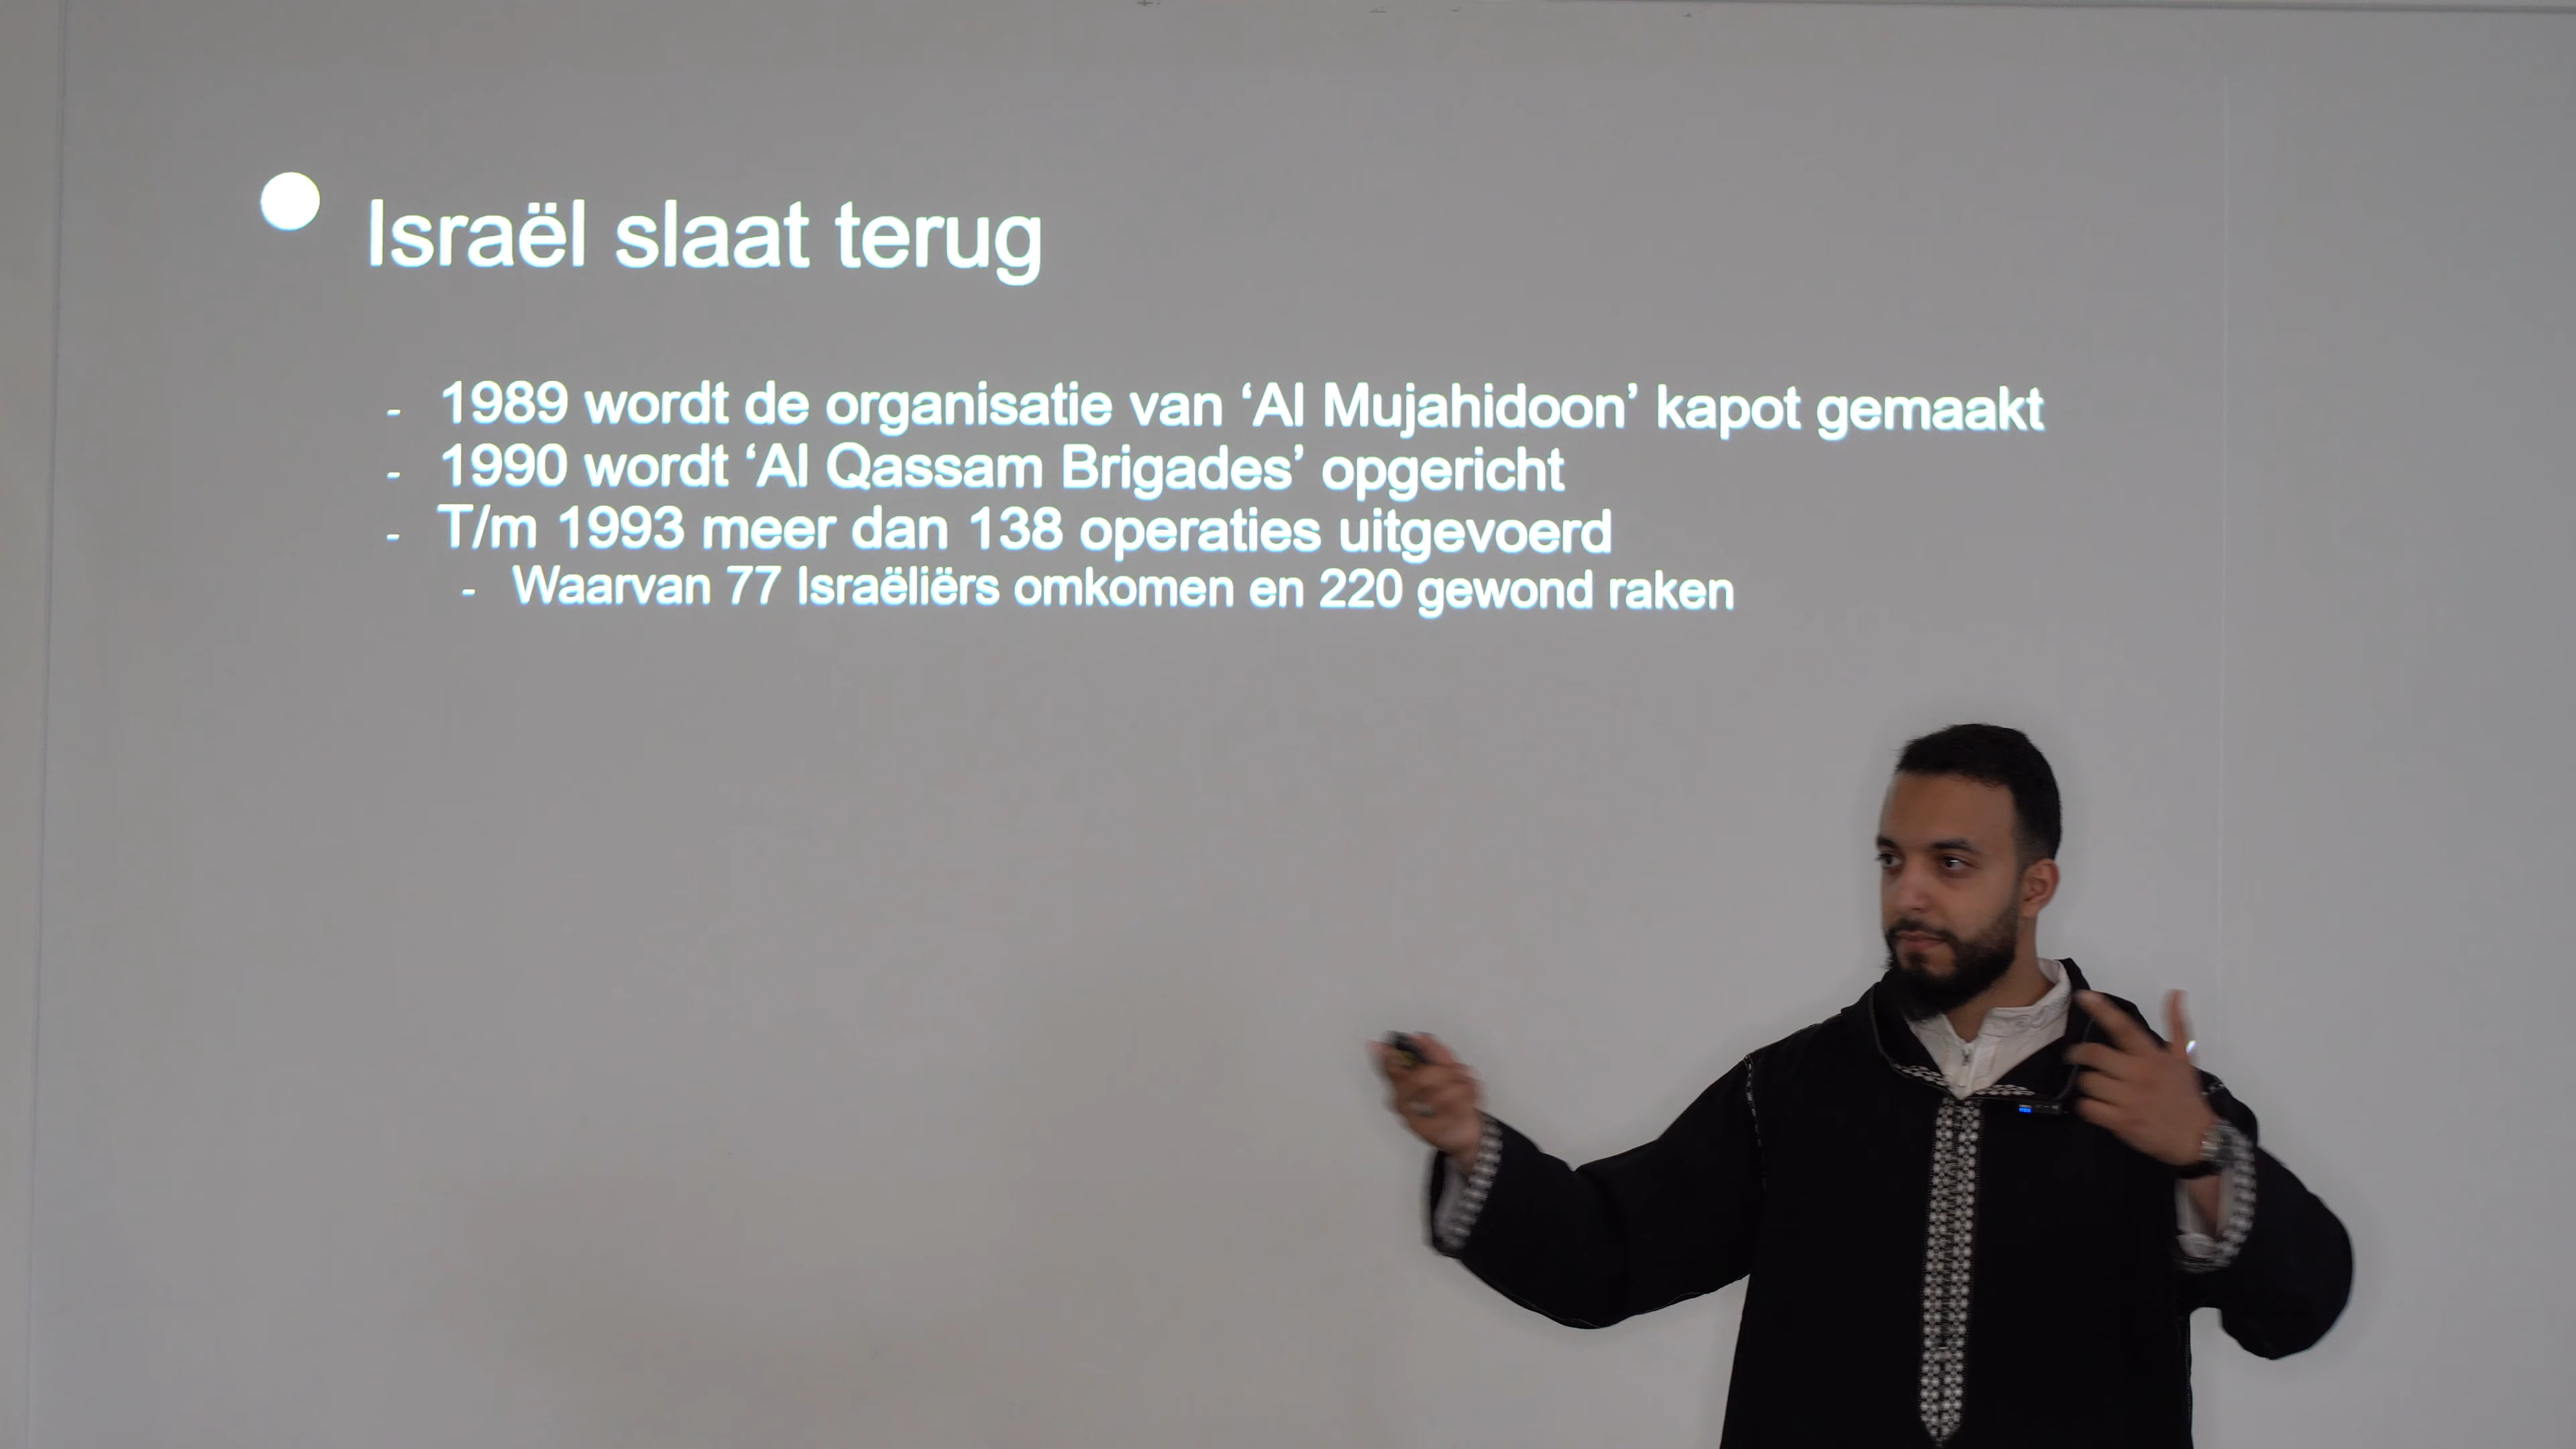 Israël slaat terug
- 1989 wordt de organisatie van ‘Al Mujahidoon’ kapot gemaakt
- 1990 wordt ‘Al Qassam Brigades’ opgericht
- T/m 1993 meer dan 138 operaties uitgevoerd
- Waarvan 77 Israëliërs omkomen en 220 gewond raken